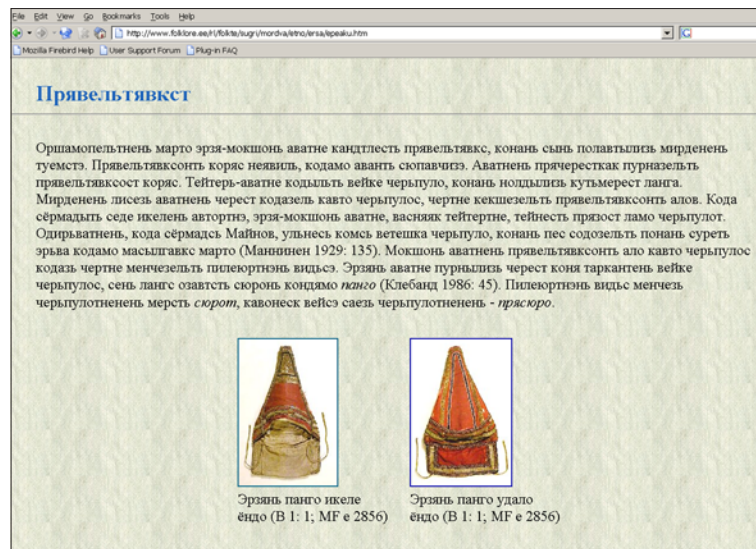 File Edit View Go Bookmarks Tools Help
http://www.folklore.ee/rl/folkte/sugri/mordva/etno/ersa/epeaku.htm
Mozilla Firebird Help User Support Forum Plug-in FAQ
Прявельтявкст
Оршамопельтнень марто эрзя-мокшонь аватне кандтлесть прявельтявкс, конань сынь полавтылизь мирденень
туемстэ. Прявельтявксонть коряс неявиль, кодамо аванть сюпавчизэ. Аватнень прячересткак пурназельть
прявельтявксост коряс. Тейтерь-аватне кодыльть вейке черьпуло, конань нолдылизь кутьмерест ланга.
Мирденень лисезь аватнень черест кодазель кавто черьпулос, чертне кекшезельть прявельтявксонть алов. Кода
сёрмадыть седе икелень автортнэ, эрзя-мокшонь аватне, васняяк тейтертне, тейнесть прязост ламо черьпулот.
Одирьватнень, кода сёрмадсь Майнов, ульнесь комсь ветешка черьпуло, конань пес содозельть понань суреть
эрьва кодамо масылгавкс марто (Маннинен 1929: 135). Мокшонь аватнень прявельтявксонть ало кавто черьпулос
кодазь чертне менчезельть пилеюртнэнь видьсэ. Эрзянь аватне пурнылизь черест коня таркантень вейке
черьпулос, сень лангс озавтсть сюронь кондямо панго (Клебанд 1986: 45). Пилеюртнэнь видьс менчезь
черьпулотненень мерсть сюрот, кавонеск вейсэ саезь черьпулотненень - прясюро.
Эрзянь панго икеле
ёндо (B 1: 1; MF e 2856)
Эрзянь панго удало
ёндо (B 1: 1; MF e 2856)